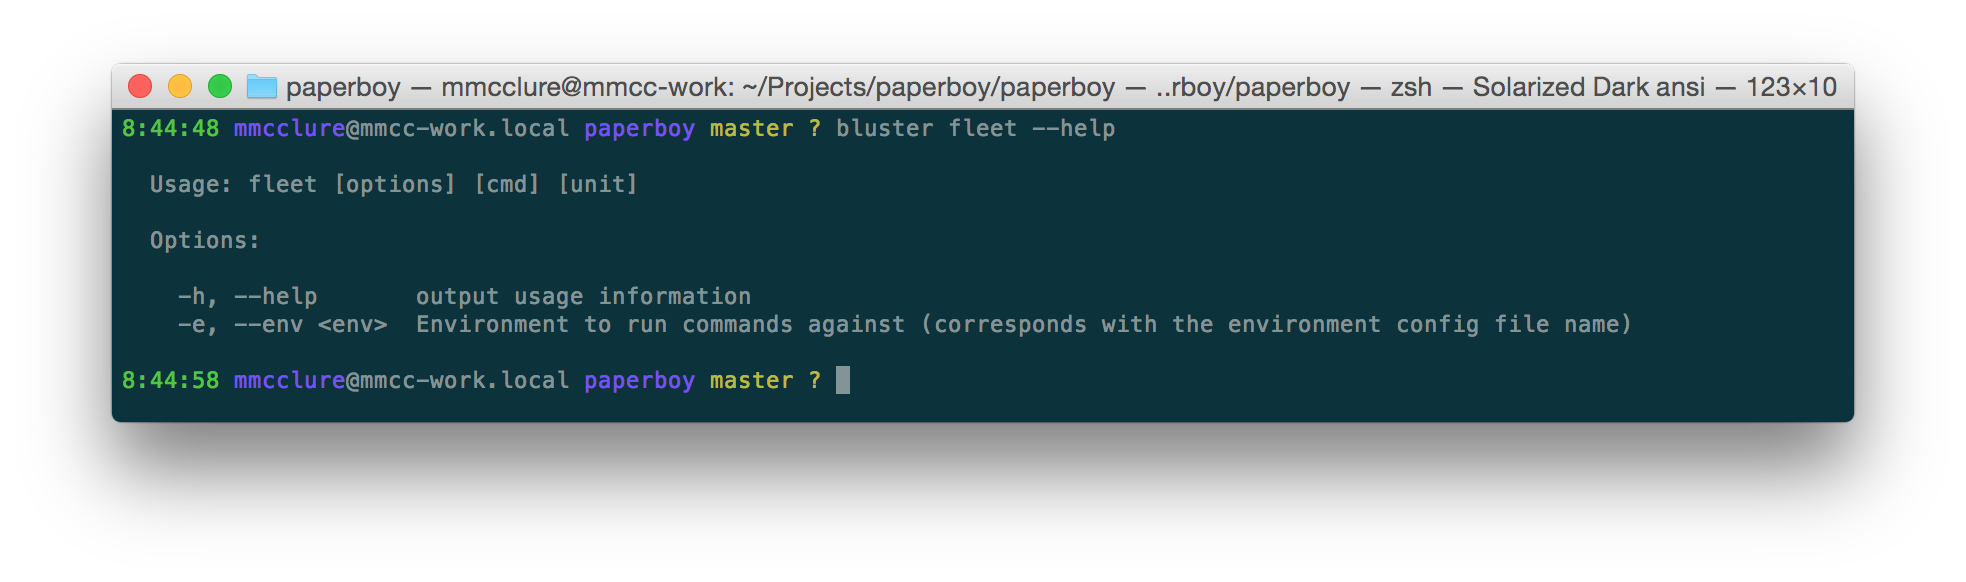 paperboy — mmcclure@mmcc-work: ~/Projects/paperboy/paperboy — ..rboy/paperboy — zsh — Solarized Dark ansi — 123×10
8:44:48 mmcclure@mmcc-work.local paperboy master ? bluster fleet --help
Usage: fleet [options] [cmd] [unit]
Options:
-h, --help       output usage information
-e, --env <env>  Environment to run commands against (corresponds with the environment config file name)
8:44:58 mmcclure@mmcc-work.local paperboy master ?